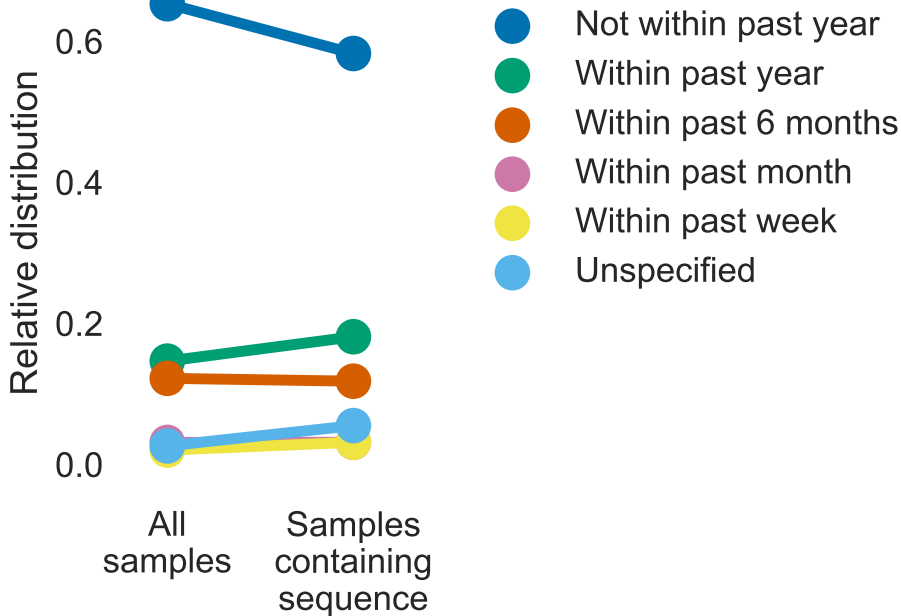 Relative distribution
0.6
0.4
0.2
0.0
All
samples
Samples
containing
sequence
Not within past year
Within past year
Within past 6 months
Within past month
Within past week
Unspecified